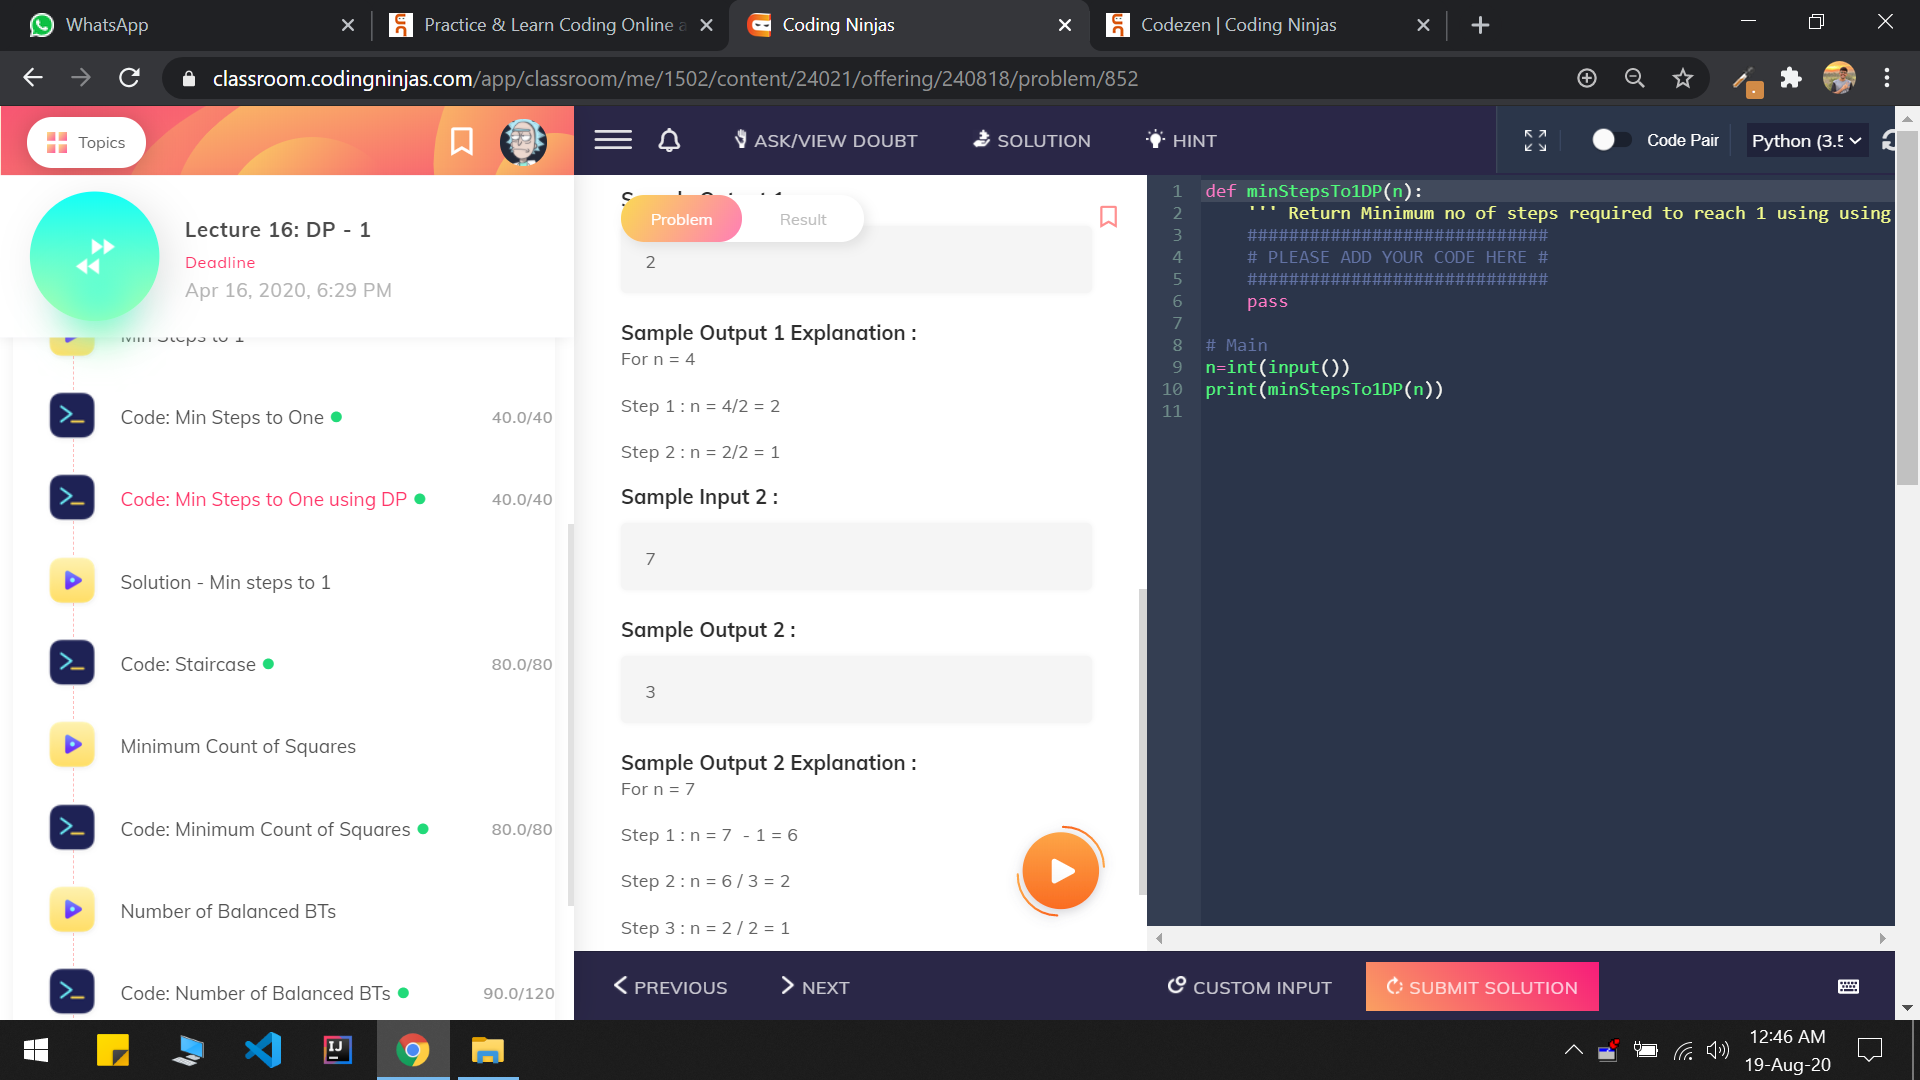 WhatsApp
Practice & Learn Coding Online a
Coding Ninjas
Codezen | Coding Ninjas
classroom.codingninjas.com/app/classroom/me/1502/content/24021/offering/240818/problem/852
Topics
ASK/VIEW DOUBT
SOLUTION
HINT
Code Pair
Python (3.5
Lecture 16: DP - 1
Deadline
Apr 16, 2020, 6:29 PM
Min Steps to 1
Code: Min Steps to One
40.0/40
Code: Min Steps to One using DP
40.0/40
Solution - Min steps to 1
Code: Staircase
80.0/80
Minimum Count of Squares
Code: Minimum Count of Squares
80.0/80
Number of Balanced BTs
Code: Number of Balanced BTs
90.0/120
Problem
Result
2
Sample Output 1 Explanation :
For n = 4
Step 1 : n = 4/2 = 2
Step 2 : n = 2/2 = 1
Sample Input 2 :
7
Sample Output 2 :
3
Sample Output 2 Explanation :
For n = 7
Step 1 : n = 7 - 1 = 6
Step 2 : n = 6 / 3 = 2
Step 3 : n = 2 / 2 = 1
1 def minStepsTo1DP(n):
2 ''' Return Minimum no of steps required to reach 1 using using
3 #############################
4 # PLEASE ADD YOUR CODE HERE #
5 #############################
6 pass
7
8 # Main
9 n=int(input())
10 print(minStepsTo1DP(n))
11
PREVIOUS
NEXT
CUSTOM INPUT
SUBMIT SOLUTION
IJ
12:46 AM
19-Aug-20